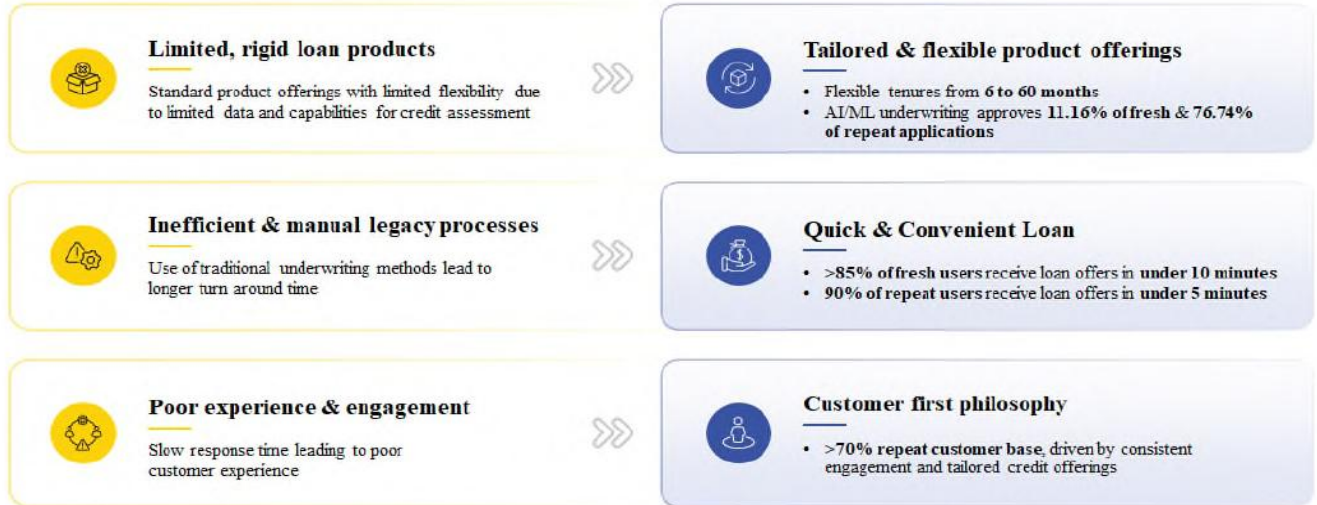 Limited, rigid loan products
Standard product offerings with limited flexibility due
to limited data and capabilities for credit assessment
Tailored & flexible product offerings
• Flexible tenures from 6 to 60 months
• AI/ML underwriting approves 11.16% of fresh & 76.74%
of repeat applications
Inefficient & manual legacy processes
Use of traditional underwriting methods lead to
longer turn around time
Quick & Convenient Loan
• >85% of fresh users receive loan offers in under 10 minutes
• 90% of repeat users receive loan offers in under 5 minutes
Poor experience & engagement
Slow response time leading to poor
customer experience
Customer first philosophy
• >70% repeat customer base, driven by consistent
engagement and tailored credit offerings